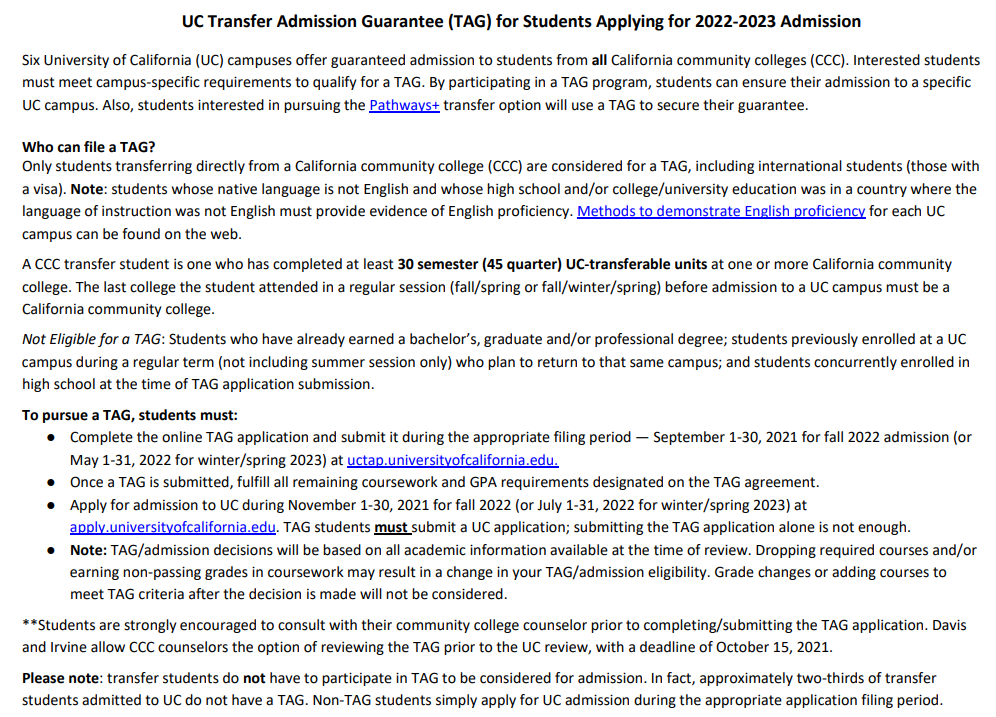 UC Transfer Admission Guarantee (TAG) for Students Applying for 2022-2023 Admission
Six University of California (UC) campuses offer guaranteed admission to students from all California community colleges (CCC). Interested students
must meet campus-specific requirements to qualify for a TAG. By participating in a TAG program, students can ensure their admission to a specific
UC campus. Also, students interested in pursuing the Pathways+ transfer option will use a TAG to secure their guarantee.
Who can file a TAG?
Only students transferring directly from a California community college (CCC) are considered for a TAG, including international students (those with
a visa). Note: students whose native language is not English and whose high school and/or college/university education was in a country where the
language of instruction was not English must provide evidence of English proficiency. Methods to demonstrate English proficiency for each UC
campus can be found on the web.
A CCC transfer student is one who has completed at least 30 semester (45 quarter) UC-transferable units at one or more California community
college. The last college the student attended in a regular session (fall/spring or fall/winter/spring) before admission to a UC campus must be a
California community college.
Not Eligible for a TAG: Students who have already earned a bachelor's, graduate and/or professional degree; students previously enrolled at a UC
campus during a regular term (not including summer session only) who plan to return to that same campus; and students concurrently enrolled in
high school at the time of TAG application submission.
To pursue a TAG, students must:
● Complete the online TAG application and submit it during the appropriate filing period — September 1-30, 2021 for fall 2022 admission (or
May 1-31, 2022 for winter/spring 2023) at uctap.universityofcalifornia.edu.
● Once a TAG is submitted, fulfill all remaining coursework and GPA requirements designated on the TAG agreement.
● Apply for admission to UC during November 1-30, 2021 for fall 2022 (or July 1-31, 2022 for winter/spring 2023) at
apply.universityofcalifornia.edu. TAG students must submit a UC application; submitting the TAG application alone is not enough.
● Note: TAG/admission decisions will be based on all academic information available at the time of review. Dropping required courses and/or
earning non-passing grades in coursework may result in a change in your TAG/admission eligibility. Grade changes or adding courses to
meet TAG criteria after the decision is made will not be considered.
**Students are strongly encouraged to consult with their community college counselor prior to completing/submitting the TAG application. Davis
and Irvine allow CCC counselors the option of reviewing the TAG prior to the UC review, with a deadline of October 15, 2021.
Please note: transfer students do not have to participate in TAG to be considered for admission. In fact, approximately two-thirds of transfer
students admitted to UC do not have a TAG. Non-TAG students simply apply for UC admission during the appropriate application filing period.